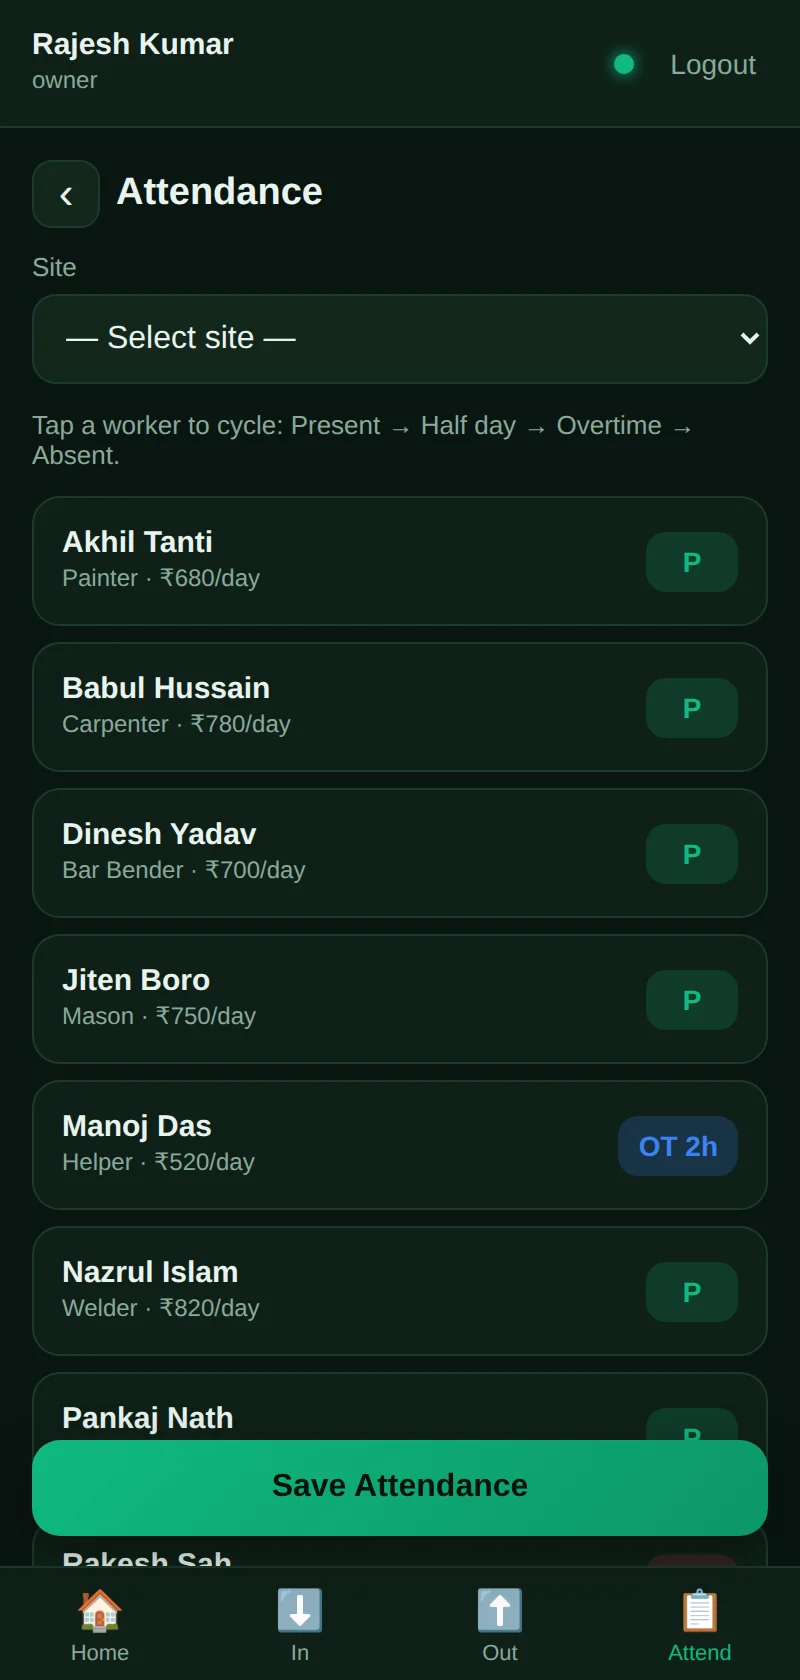 Rajesh Kumar
owner
Logout
‹ Attendance
Site
— Select site —
Tap a worker to cycle: Present → Half day → Overtime →
Absent.
Akhil Tanti
Painter · ₹680/day
P
Babul Hussain
Carpenter · ₹780/day
P
Dinesh Yadav
Bar Bender · ₹700/day
P
Jiten Boro
Mason · ₹750/day
P
Manoj Das
Helper · ₹520/day
OT 2h
Nazrul Islam
Welder · ₹820/day
P
Pankaj Nath
P
Save Attendance
Rakesh Sah
Home
In
Out
Attend